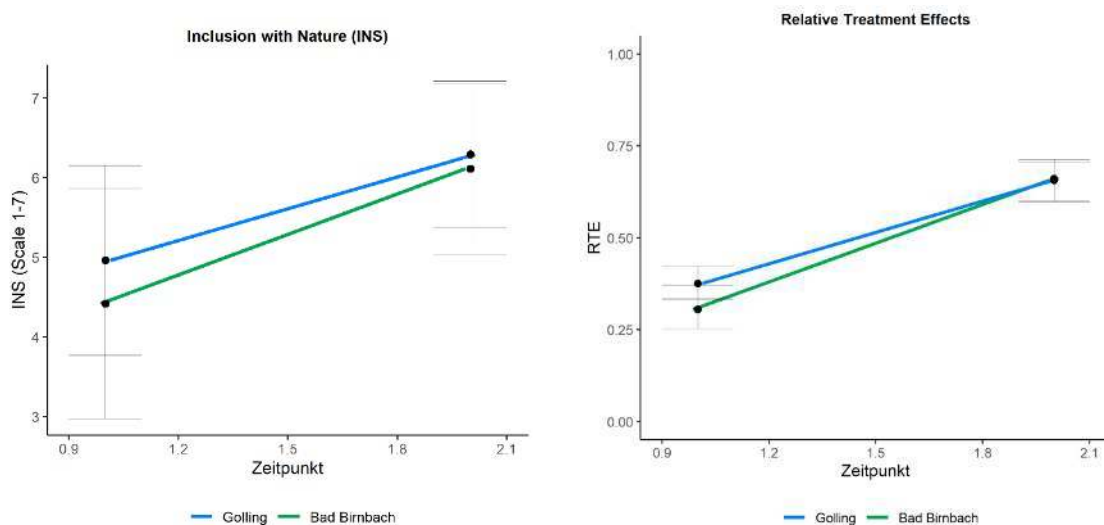 Inclusion with Nature (INS)
7
6
5
4
3
INS (Scale 1-7)
0.9 1.2 1.5 1.8 2.1
Zeitpunkt
Golling Bad Birnbach
Relative Treatment Effects
1.00
0.75
0.50
0.25
0.00
RTE
0.9 1.2 1.5 1.8 2.1
Zeitpunkt
Golling Bad Birnbach